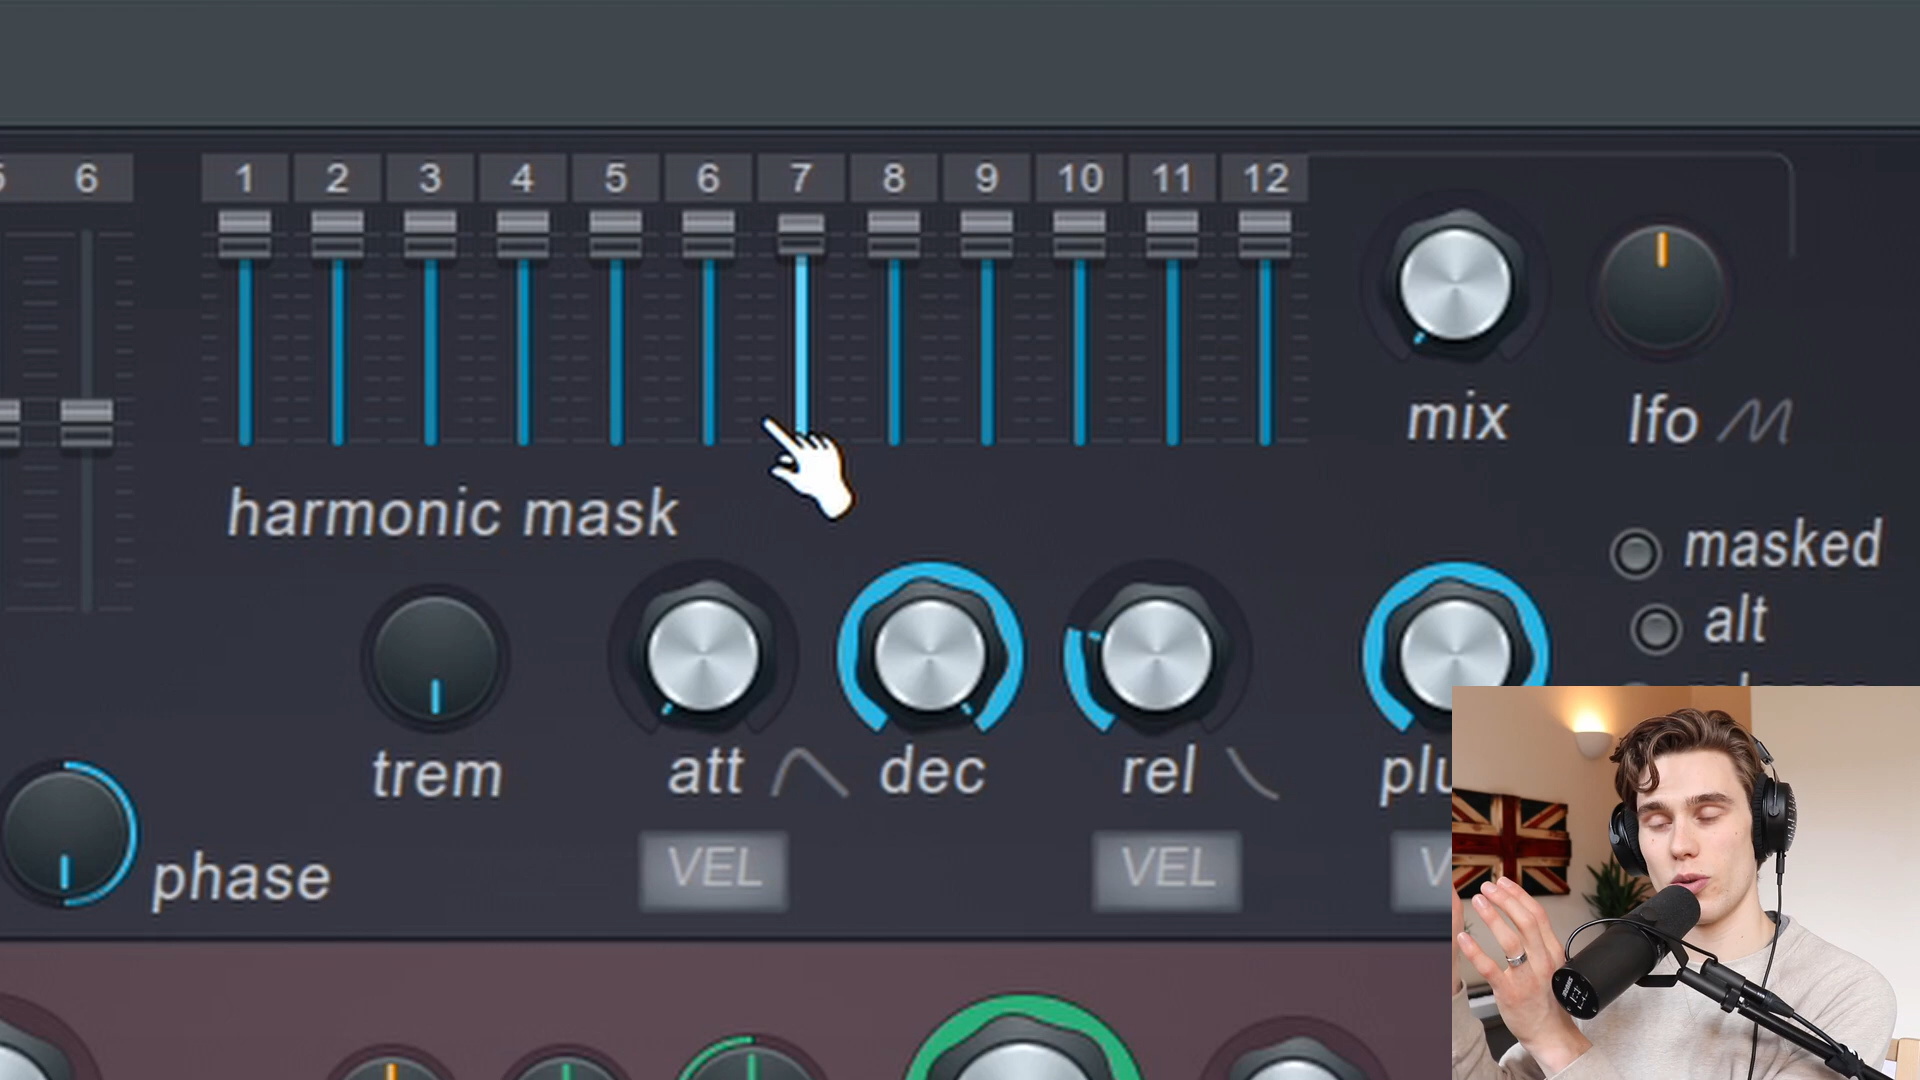 6 1 2 3 4 5 6 7 8 9 10 11 12
mix lfo
harmonic mask
masked
alt
trem att dec rel
phase
VEL VEL